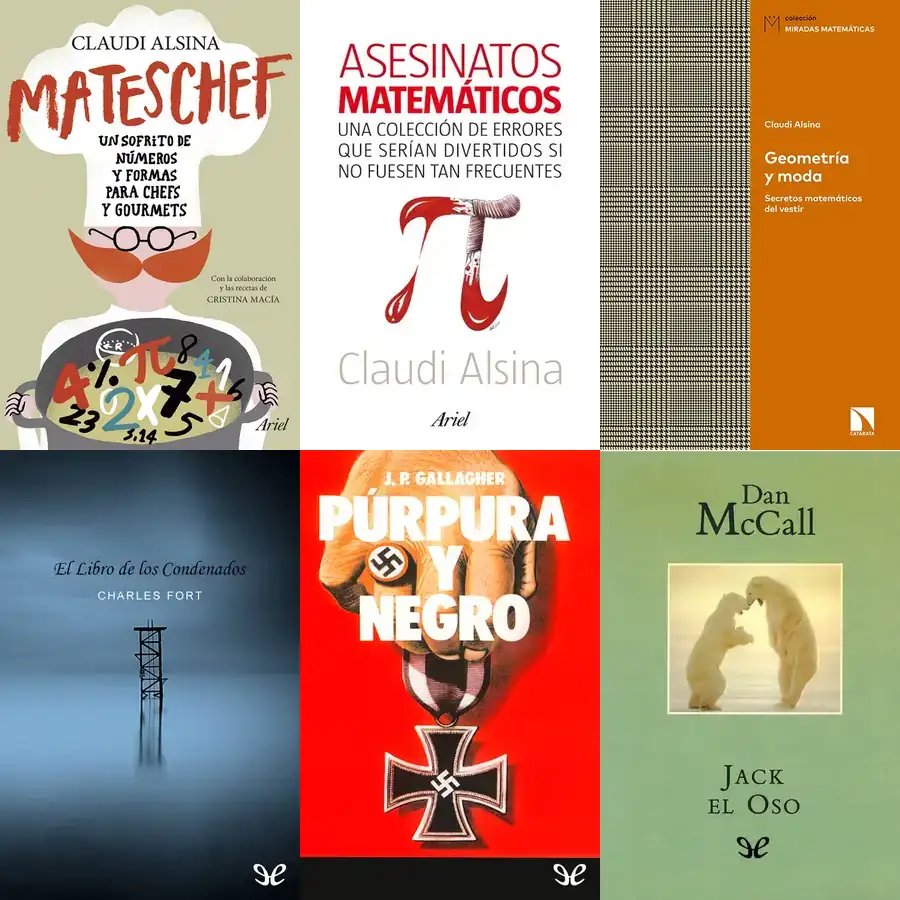 CLAUDI ALSINA
MATESCHEF
UN SOFRITO DE
NÚMEROS
Y FORMAS
PARA CHEFS
Y GOURMETS
Con la colaboración
y las recetas de
CRISTINA MACÍA
Ariel
ASESINATOS
MATEMÁTICOS
UNA COLECCIÓN DE ERRORES
QUE SERÍAN DIVERTIDOS SI
NO FUESEN TAN FRECUENTES
π
Claudi Alsina
Ariel
colección
MIRADAS MATEMÁTICAS
Claudi Alsina
Geometría
y moda
Secretos matemáticos
del vestir
CATARATA
El Libro de los Condenados
CHARLES FORT
J. P. GALLAGHER
PÚRPURA
Y
NEGRO
Dan
McCall
JACK
EL OSO